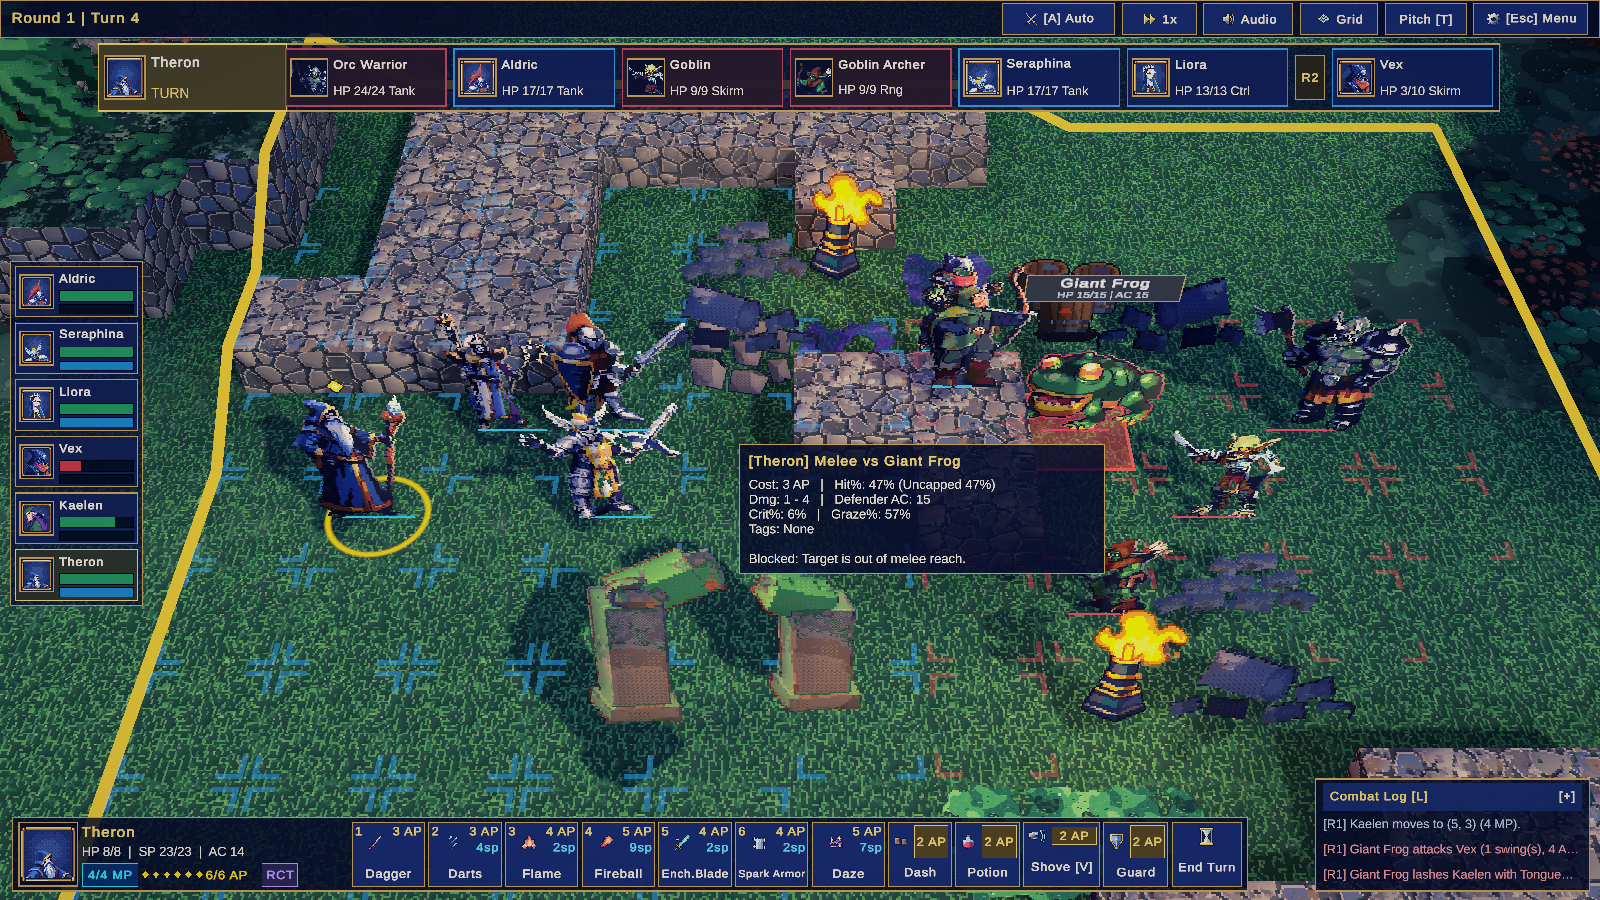 Round 1 | Turn 4
[A] Auto
1x
Audio
Grid
Pitch [T]
[Esc] Menu
Theron
TURN
Orc Warrior
HP 24/24 Tank
Aldric
HP 17/17 Tank
Goblin
HP 9/9 Skirm
Goblin Archer
HP 9/9 Rng
Seraphina
HP 17/17 Tank
Liora
HP 13/13 Ctrl
R2
Vex
HP 3/10 Skirm
Aldric
Seraphina
Liora
Vex
Kaelen
Theron
Giant Frog
HP 15/15 | AC 15
[Theron] Melee vs Giant Frog
Cost: 3 AP | Hit%: 47% (Uncapped 47%)
Dmg: 1 - 4 | Defender AC: 15
Crit%: 6% | Graze%: 57%
Tags: None
Blocked: Target is out of melee reach.
Theron
HP 8/8 | SP 23/23 | AC 14
4/4 MP
6/6 AP
RCT
1 3 AP
Dagger
2 3 AP
4sp
Darts
3 4 AP
2sp
Flame
4 5 AP
9sp
Fireball
5 4 AP
2sp
Ench.Blade
6 4 AP
2sp
Spark Armor
5 AP
7sp
Daze
2 AP
Dash
2 AP
Potion
2 AP
Shove [V]
2 AP
Guard
End Turn
Combat Log [L]
[+]
[R1] Kaelen moves to (5, 3) (4 MP).
[R1] Giant Frog attacks Vex (1 swing(s), 4 A...
[R1] Giant Frog lashes Kaelen with Tongue...